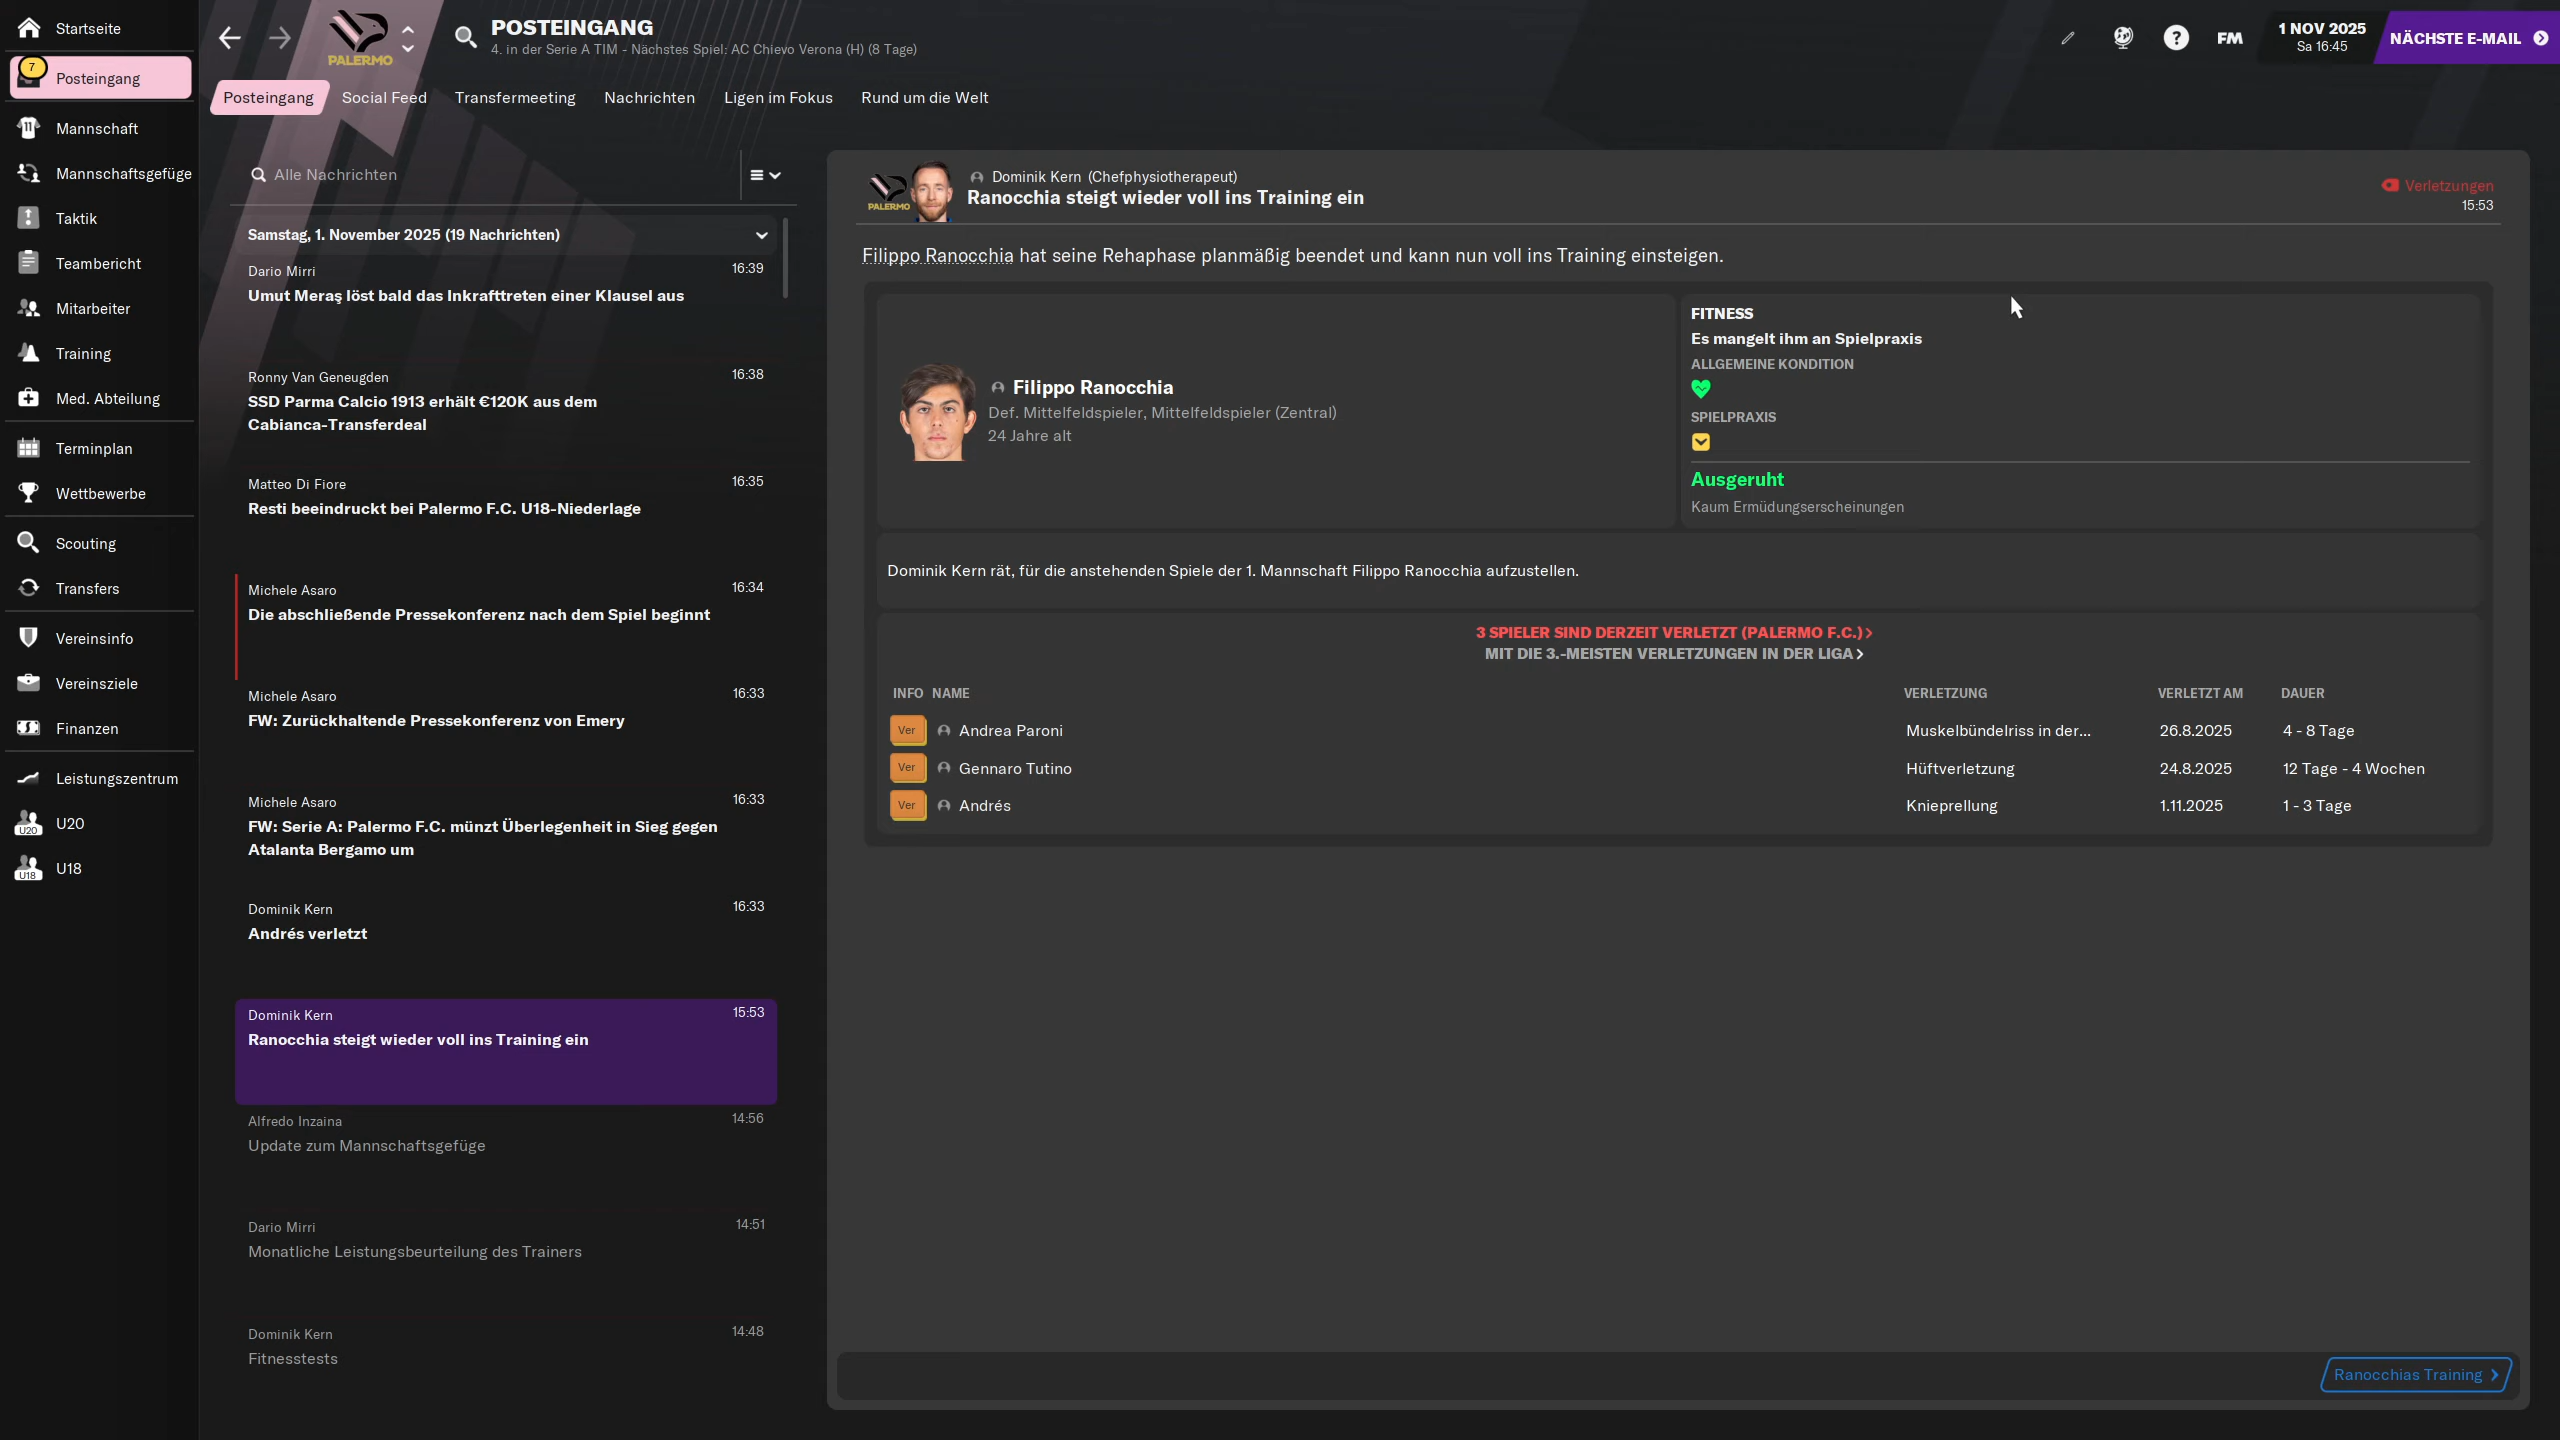 Startseite
7
Posteingang
Mannschaft
Mannschaftsgefüge
Taktik
Teambericht
Mitarbeiter
Training
Med. Abteilung
Terminplan
Wettbewerbe
Scouting
Transfers
Vereinsinfo
Vereinsziele
Finanzen
Leistungszentrum
U20
U20
U18
U18
PALERMO
POSTEINGANG
4. in der Serie A TIM - Nächstes Spiel: AC Chievo Verona (H) (8 Tage)
FM
1 NOV 2025
Sa 16:45
NÄCHSTE E-MAIL
Posteingang Social Feed Transfermeeting Nachrichten Ligen im Fokus Rund um die Welt
Alle Nachrichten
Samstag, 1. November 2025 (19 Nachrichten)
Dario Mirri 16:39
Umut Meraş löst bald das Inkrafttreten einer Klausel aus
Ronny Van Geneugden 16:38
SSD Parma Calcio 1913 erhält €120K aus dem
Cabianca-Transferdeal
Matteo Di Fiore 16:35
Resti beeindruckt bei Palermo F.C. U18-Niederlage
Michele Asaro 16:34
Die abschließende Pressekonferenz nach dem Spiel beginnt
Michele Asaro 16:33
FW: Zurückhaltende Pressekonferenz von Emery
Michele Asaro 16:33
FW: Serie A: Palermo F.C. münzt Überlegenheit in Sieg gegen
Atalanta Bergamo um
Dominik Kern 16:33
Andrés verletzt
Dominik Kern 15:53
Ranocchia steigt wieder voll ins Training ein
Alfredo Inzaina 14:56
Update zum Mannschaftsgefüge
Dario Mirri 14:51
Monatliche Leistungsbeurteilung des Trainers
Dominik Kern 14:48
Fitnesstests
PALERMO
Dominik Kern (Chefphysiotherapeut)
Ranocchia steigt wieder voll ins Training ein
Verletzungen
15:53
Filippo Ranocchia hat seine Rehaphase planmäßig beendet und kann nun voll ins Training einsteigen.
Filippo Ranocchia
Def. Mittelfeldspieler, Mittelfeldspieler (Zentral)
24 Jahre alt
FITNESS
Es mangelt ihm an Spielpraxis
ALLGEMEINE KONDITION
SPIELPRAXIS
Ausgeruht
Kaum Ermüdungserscheinungen
Dominik Kern rät, für die anstehenden Spiele der 1. Mannschaft Filippo Ranocchia aufzustellen.
3 SPIELER SIND DERZEIT VERLETZT (PALERMO F.C.)
MIT DIE 3.-MEISTEN VERLETZUNGEN IN DER LIGA
INFO NAME VERLETZUNG VERLETZT AM DAUER
Ver Andrea Paroni Muskelbündelriss in der... 26.8.2025 4 - 8 Tage
Ver Gennaro Tutino Hüftverletzung 24.8.2025 12 Tage - 4 Wochen
Ver Andrés Knieprellung 1.11.2025 1 - 3 Tage
Ranocchias Training